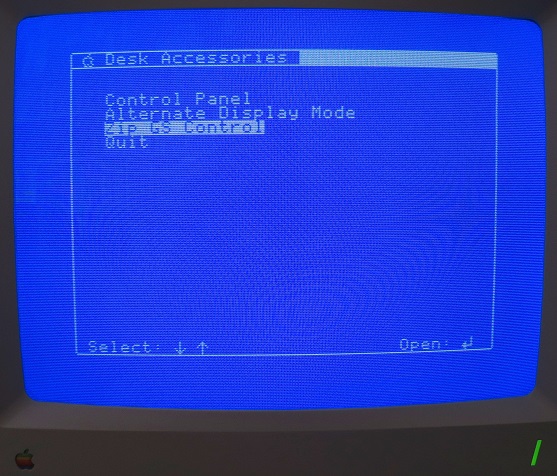 Desk Accessories
Control Panel
Alternate Display Mode
Zip GS Control
Quit
Select: ↓ ↑
Open: ↵